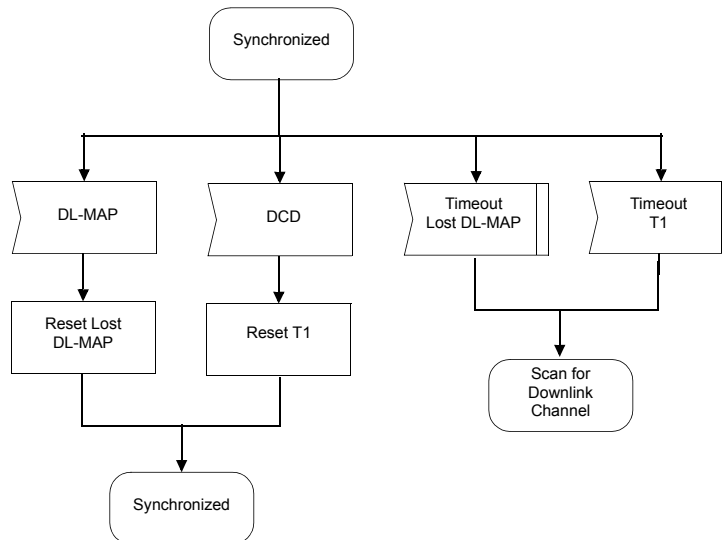 Synchronized
DL-MAP
DCD
Timeout
Lost DL-MAP
Timeout
T1
Reset Lost
DL-MAP
Reset T1
Scan for
Downlink
Channel
Synchronized